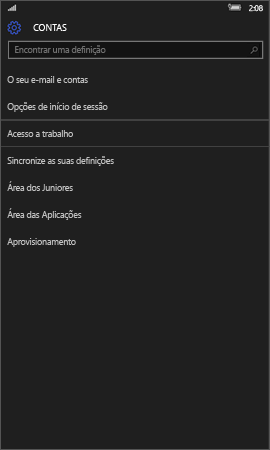 2:08
CONTAS
Encontrar uma definição
O seu e-mail e contas
Opções de início de sessão
Acesso a trabalho
Sincronize as suas definições
Área dos Juniores
Área das Aplicações
Aprovisionamento